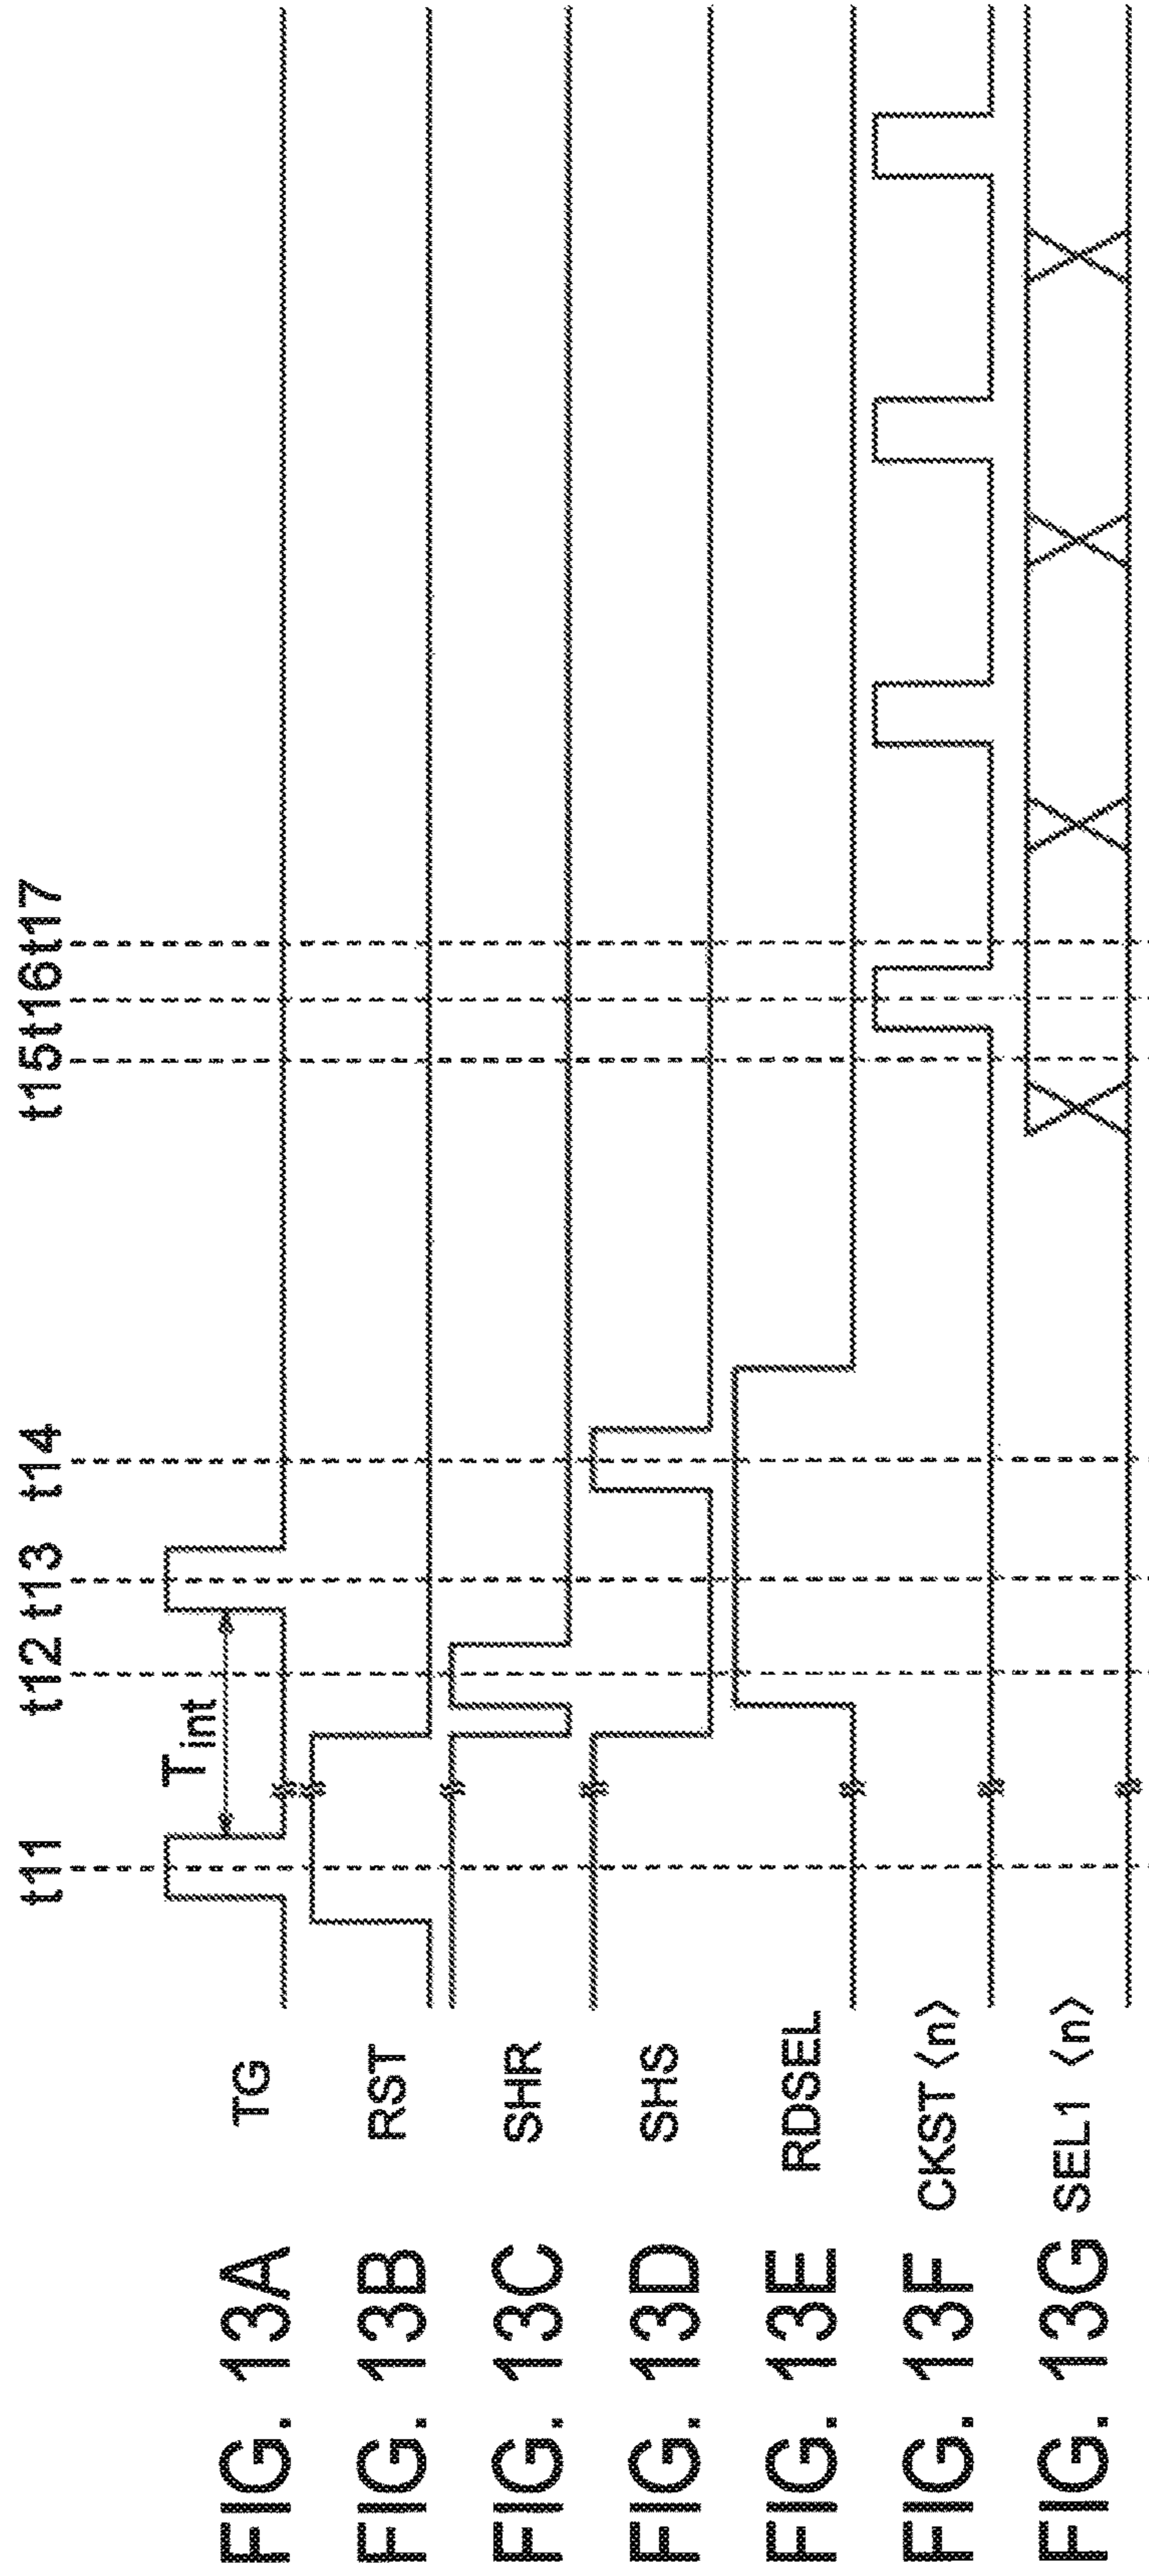 t11 t12 t13 t14 t15 t16 t17
T int
FIG. 13A TG
FIG. 13B RST
FIG. 13C SHR
FIG. 13D SHS
FIG. 13E RDSEL
FIG. 13F CKST ⟨n⟩
FIG. 13G SEL1 ⟨n⟩